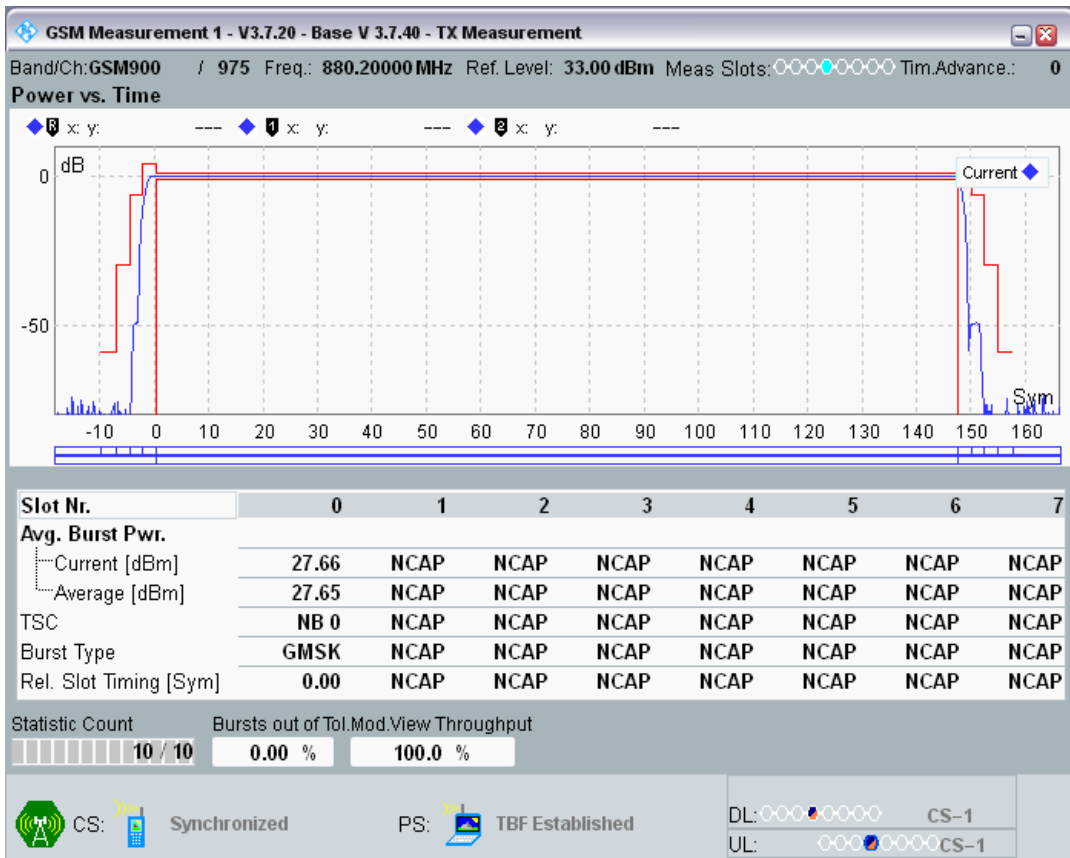 GSM Measurement 1 - V3.7.20 - Base V 3.7.40 - TX Measurement
Band/Ch:GSM900 / 975 Freq.: 880.20000 MHz Ref. Level: 33.00 dBm Meas Slots: Tim.Advance.: 0
Power vs. Time
R x: y: --- 1 x: y: --- 2 x: y: ---
dB
Current
0
-50
Sym
-10 0 10 20 30 40 50 60 70 80 90 100 110 120 130 140 150 160
Slot Nr. 0 1 2 3 4 5 6 7
Avg. Burst Pwr.
Current [dBm] 27.66 NCAP NCAP NCAP NCAP NCAP NCAP NCAP
Average [dBm] 27.65 NCAP NCAP NCAP NCAP NCAP NCAP NCAP
TSC NB 0 NCAP NCAP NCAP NCAP NCAP NCAP NCAP
Burst Type GMSK NCAP NCAP NCAP NCAP NCAP NCAP NCAP
Rel. Slot Timing [Sym] 0.00 NCAP NCAP NCAP NCAP NCAP NCAP NCAP
Statistic Count Bursts out of Tol.Mod.View Throughput
10 / 10 0.00 % 100.0 %
CS: Synchronized PS: TBF Established
DL: CS-1
UL: CS-1